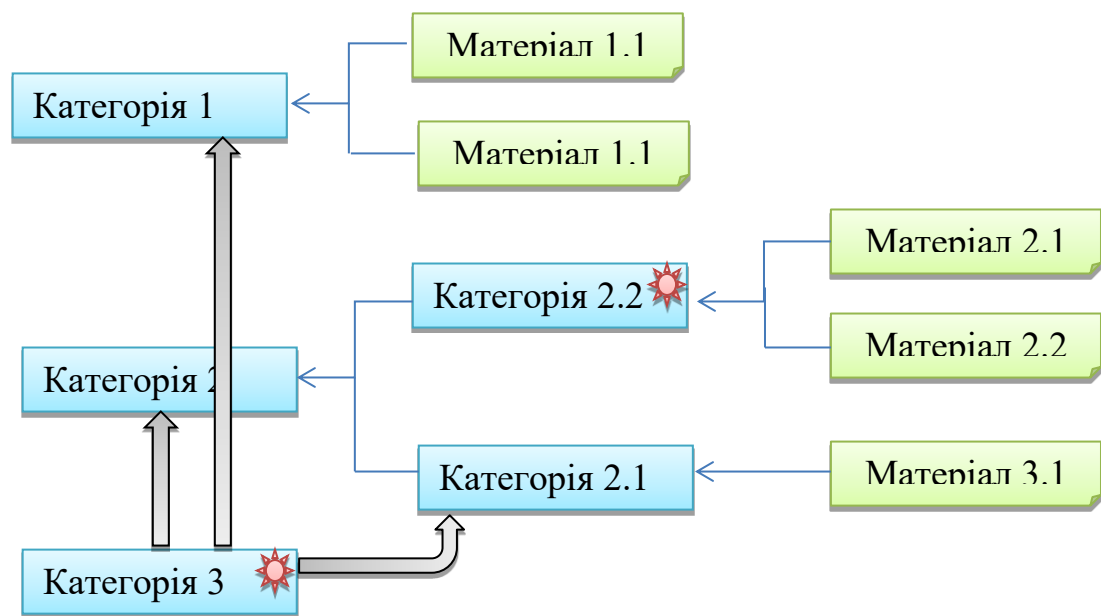 Матеріал 1.1
Категорія 1
Матеріал 1.1
Матеріал 2.1
Категорія 2.2
Матеріал 2.2
Категорія 2
Категорія 2.1
Матеріал 3.1
Категорія 3